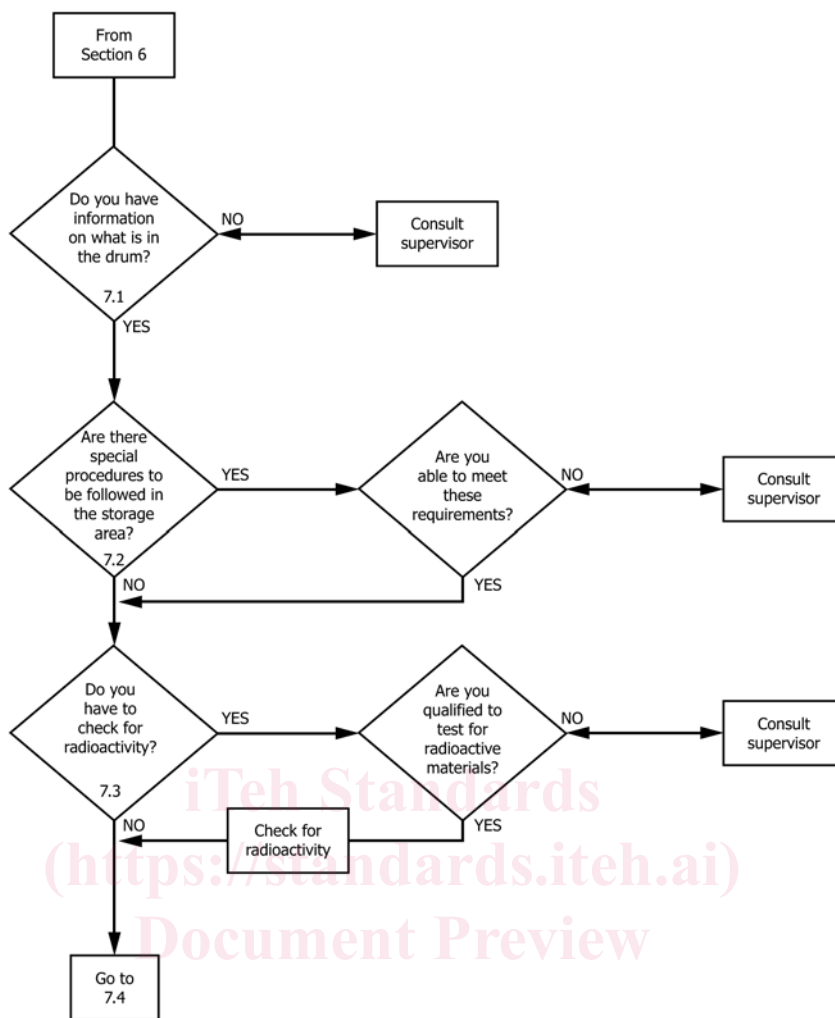 From
Section 6
Do you have
information
on what is in
the drum?
7.1
NO
Consult
supervisor
YES
Are there
special
procedures to
be followed in
the storage
area?
7.2
YES
Are you
able to meet
these
requirements?
NO
Consult
supervisor
NO
YES
Do you
have to
check for
radioactivity?
7.3
YES
Are you
qualified to
test for
radioactive
materials?
NO
Consult
supervisor
NO
Check for
radioactivity
YES
Go to
7.4
iTeh Standards
(https://standards.iteh.ai)
Document Preview